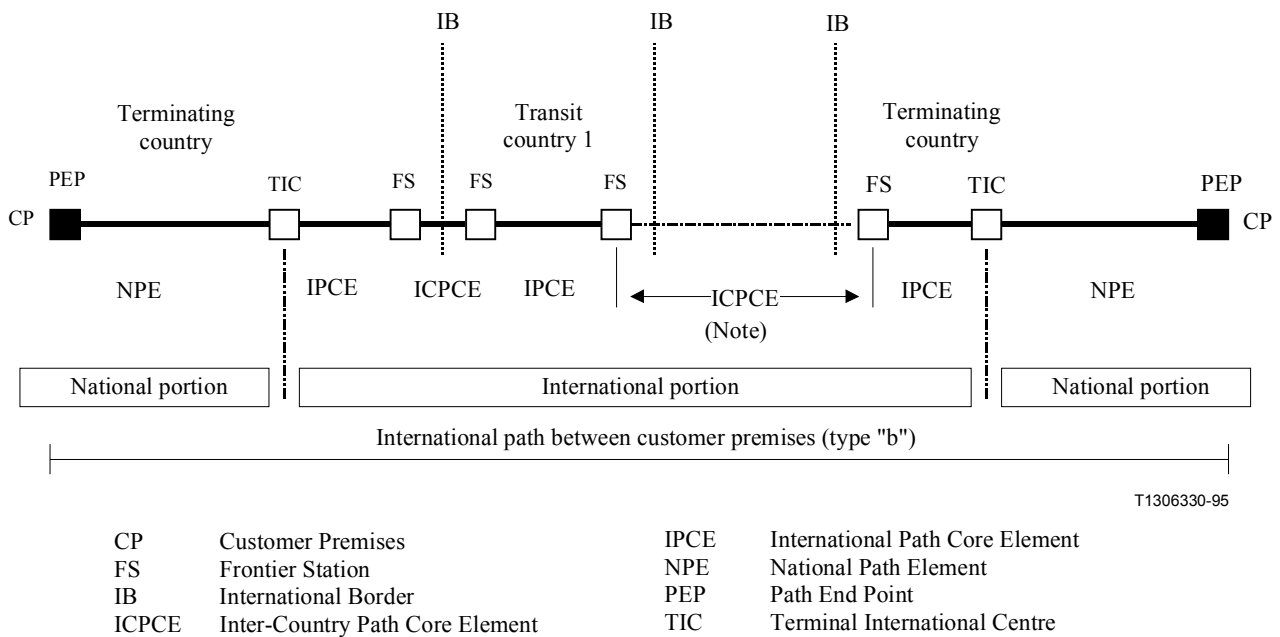 IB IB IB
Terminating country Transit country 1 Terminating country
PEP TIC FS FS FS FS TIC PEP
CP CP
NPE IPCE ICPCE IPCE ICPCE IPCE NPE
(Note)
National portion International portion National portion
International path between customer premises (type "b")
T1306330-95
CP Customer Premises
FS Frontier Station
IB International Border
ICPCE Inter-Country Path Core Element
IPCE International Path Core Element
NPE National Path Element
PEP Path End Point
TIC Terminal International Centre